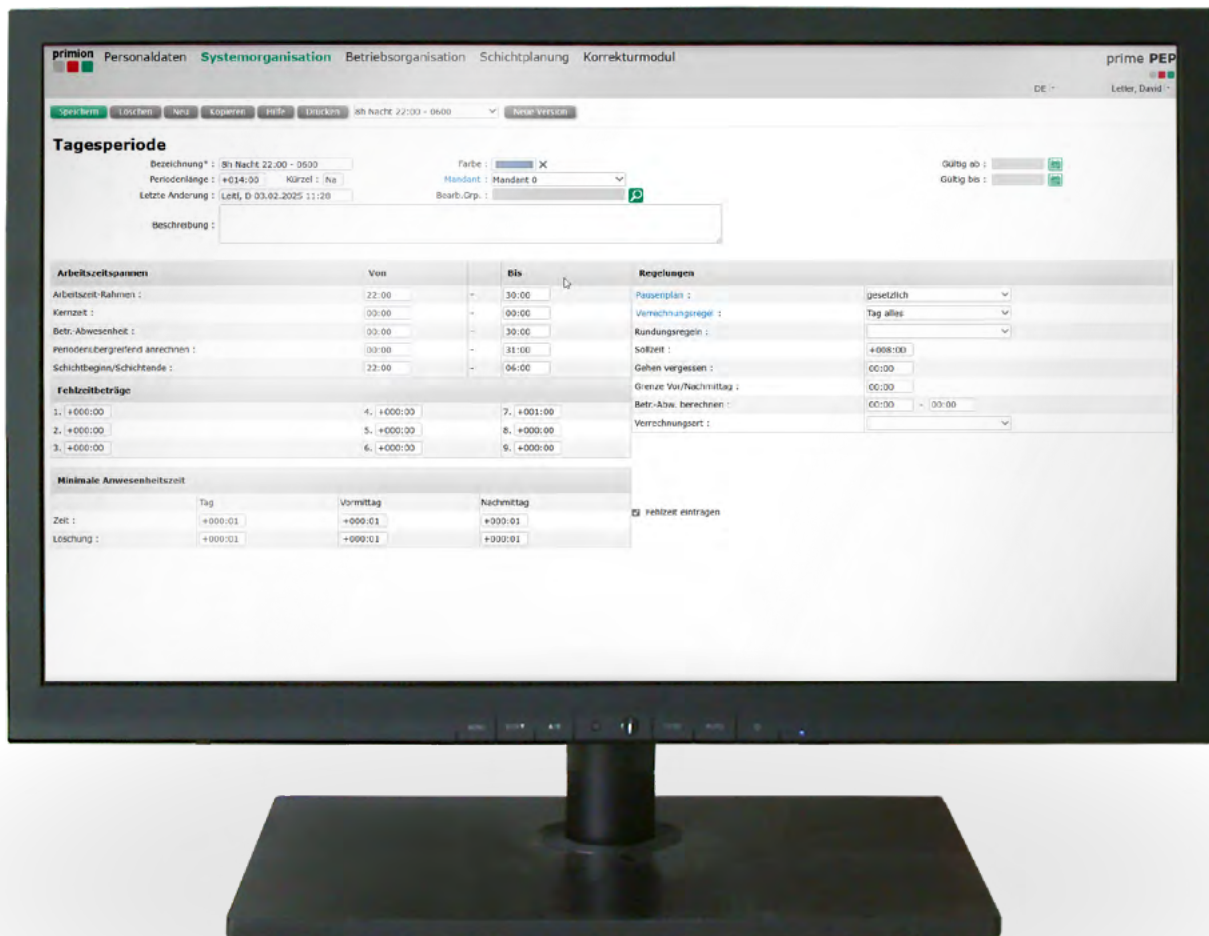 primion Personaldaten Systemorganisation Betriebsorganisation Schichtplanung Korrekturmodul prime PEP
DE Leitler, David
Speichern Löschen Neu Kopieren Hilfe Drucken 8h Nacht 22:00 - 0600 Neue Version
Tagesperiode
Bezeichnung* : 8h Nacht 22:00 - 0600 Farbe : X Gültig ab :
Periodenlänge : +014:00 Kürzel : Na Mandant : Mandant 0 Gültig bis :
Letzte Änderung : Leitl, D 03.02.2025 11:20 Bearb.Grp. :
Beschreibung :
Arbeitszeitspannen Von Bis Regelungen
Arbeitszeit-Rahmen : 22:00 - 30:00 Pausenplan : gesetzlich
Kernzeit : 00:00 - 00:00 Verrechnungsregel : Tag alles
Betr.-Abwesenheit : 00:00 - 30:00 Rundungsregeln :
Periodenübergreifend anrechnen : 00:00 - 31:00 Sollzeit : +008:00
Schichtbeginn/Schichtende : 22:00 - 06:00 Gehen vergessen : 00:00
Fehlzeitbeträge Grenze Vor/Nachmittag : 00:00
1. +000:00 4. +000:00 7. +001:00 Betr.-Abw. berechnen : 00:00 - 00:00
2. +000:00 5. +000:00 8. +000:00 Verrechnungsart :
3. +000:00 6. +000:00 9. +000:00
Minimale Anwesenheitszeit
Tag Vormittag Nachmittag
Fehlzeit eintragen
Zeit : +000:01 +000:01 +000:01
Löschung : +000:01 +000:01 +000:01